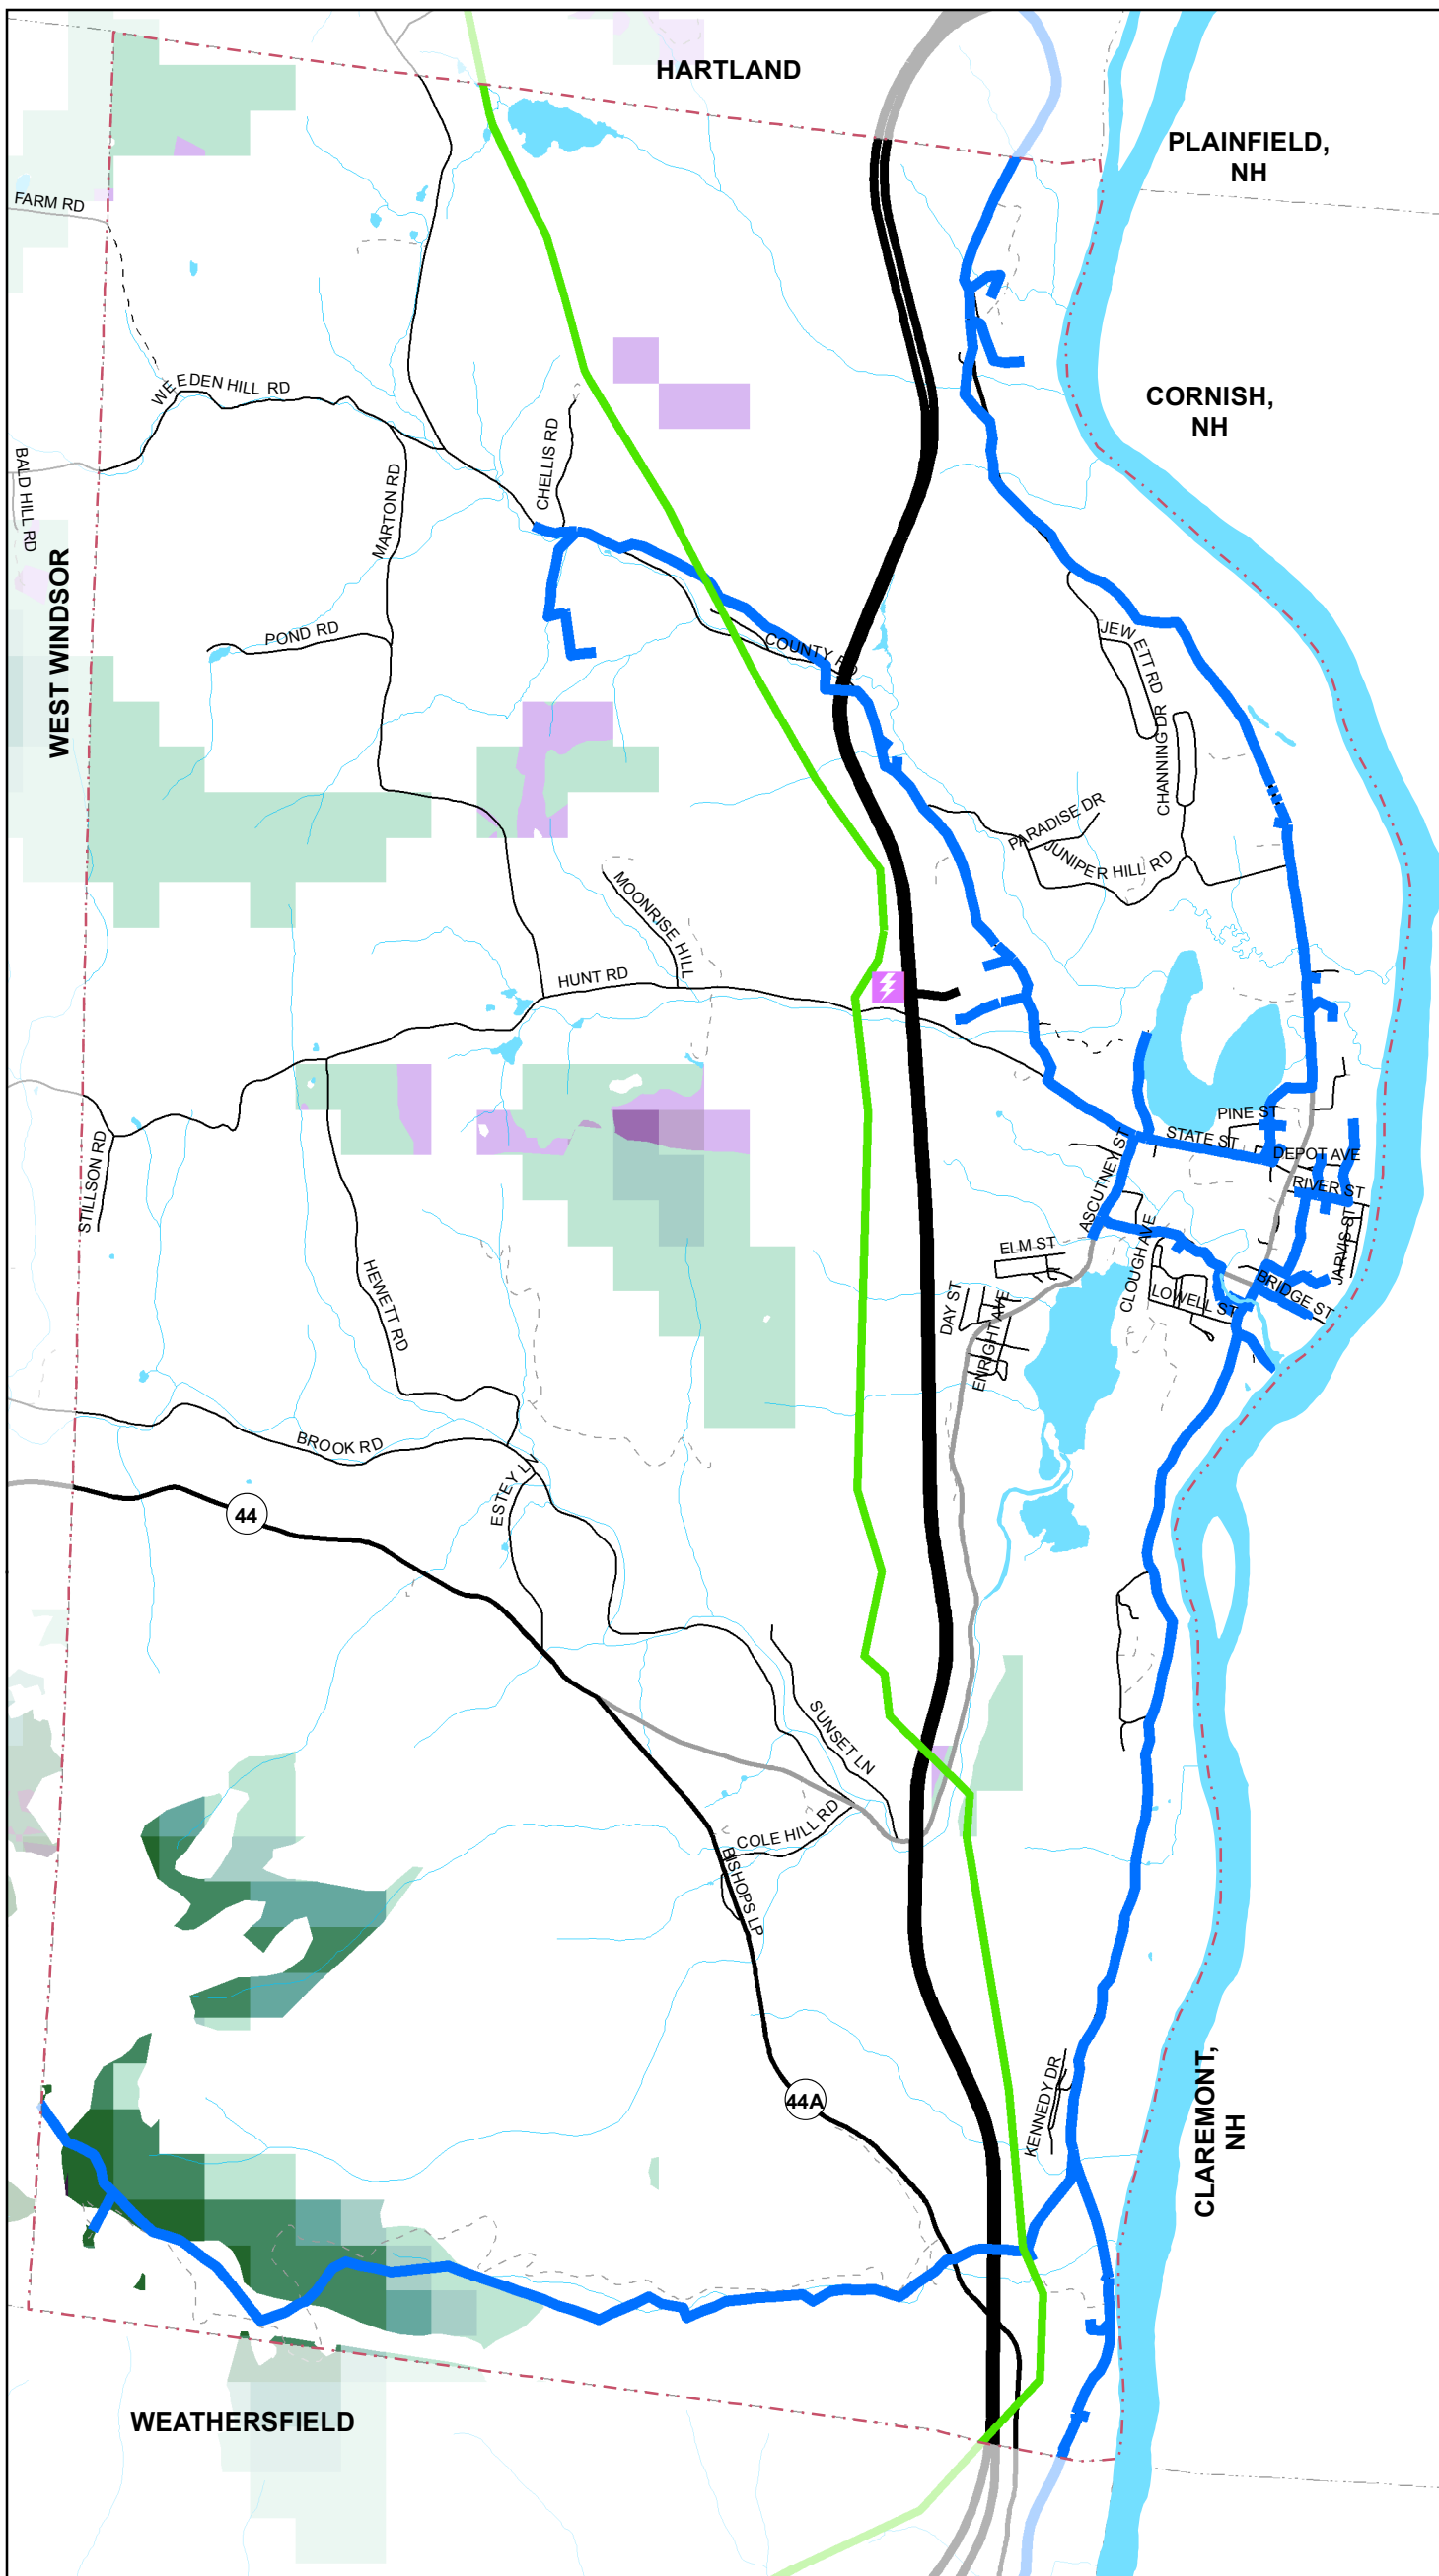 HARTLAND
PLAINFIELD,
NH
FARM RD
WEEDEN HILL RD
CORNISH,
NH
BALD HILL RD
CHELLIS RD
MARTON RD
WEST WINDSOR
POND RD
COUNTY RD
JEWETT RD
CHANNING DR
PARADISE DR
JUNIPER HILL RD
MOONRISE HILL
HUNT RD
PINE ST
STATE ST
DEPOT AVE
STILLSON RD
RIVER ST
ASCUTNEY ST
JARVIS ST
ELM ST
CLOUGH AVE
BRIDGE ST
LOWELL ST
DAY ST
ENRIGHT AVE
HEWETT RD
BROOK RD
ESTEY LN
44
SUNSET LN
COLE HILL RD
BISHOPS LP
44A
KENNEDY DR
CLAREMONT,
NH
WEATHERSFIELD